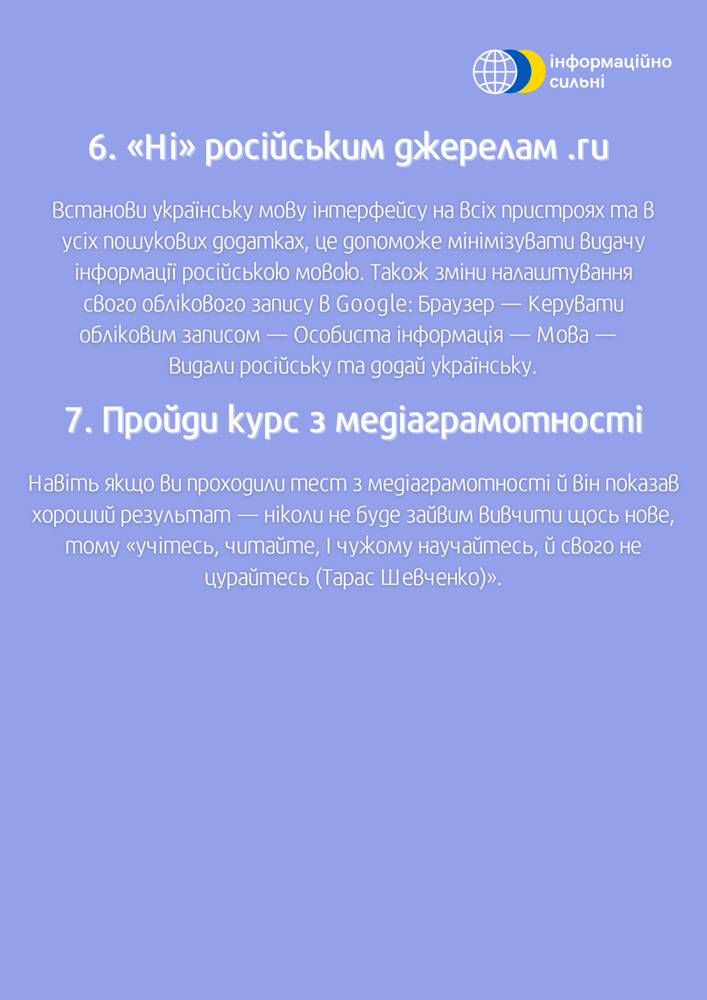 інформаційно
сильні
6. «Ні» російським джерелам .ru
Встанови українську мову інтерфейсу на всіх пристроях та в
усіх пошукових додатках, це допоможе мінімізувати видачу
інформації російською мовою. Також зміни налаштування
свого облікового запису в Google: Браузер — Керувати
обліковим записом — Особиста інформація — Мова —
Видали російську та додай українську.
7. Пройди курс з медіаграмотності
Навіть якщо ви проходили тест з медіаграмотності й він показав
хороший результат — ніколи не буде зайвим вивчити щось нове,
тому «учітесь, читайте, І чужому научайтесь, й свого не
цурайтесь (Тарас Шевченко)».